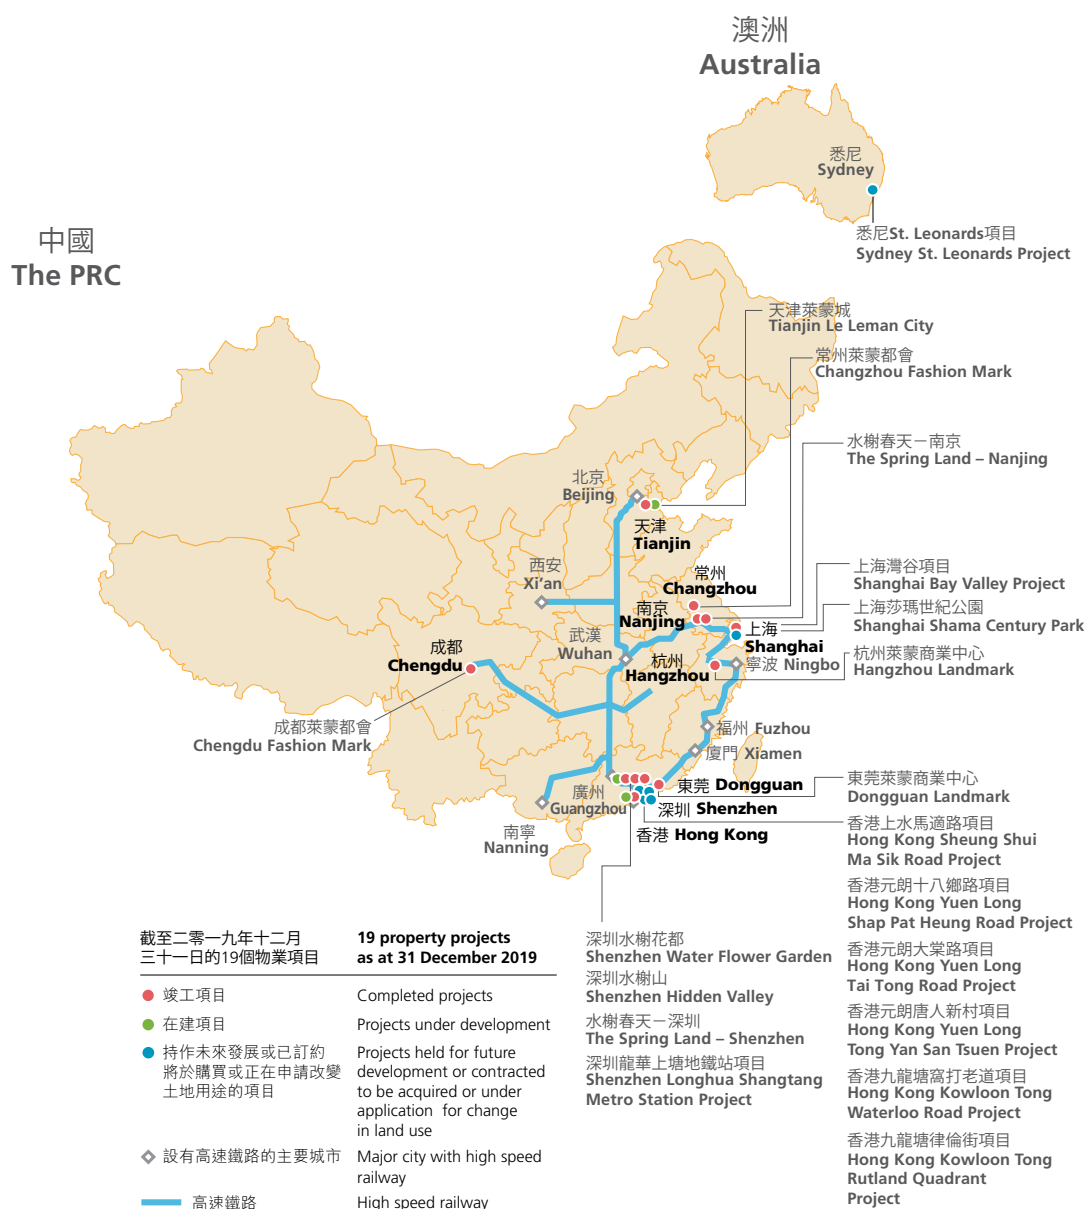 澳洲
Australia
悉尼
Sydney
悉尼St. Leonards項目
Sydney St. Leonards Project
中國
The PRC
天津萊蒙城
Tianjin Le Leman City
常州萊蒙都會
Changzhou Fashion Mark
水榭春天－南京
The Spring Land – Nanjing
北京
Beijing
天津
Tianjin
西安
Xi'an
常州
Changzhou
南京
Nanjing
上海灣谷項目
Shanghai Bay Valley Project
上海莎瑪世紀公園
Shanghai Shama Century Park
上海
Shanghai
武漢
Wuhan
成都
Chengdu
杭州
Hangzhou
寧波 Ningbo
杭州萊蒙商業中心
Hangzhou Landmark
成都萊蒙都會
Chengdu Fashion Mark
福州 Fuzhou
廈門 Xiamen
廣州
Guangzhou
東莞 Dongguan
深圳 Shenzhen
香港 Hong Kong
南寧
Nanning
東莞萊蒙商業中心
Dongguan Landmark
香港上水馬適路項目
Hong Kong Sheung Shui
Ma Sik Road Project
香港元朗十八鄉路項目
Hong Kong Yuen Long
Shap Pat Heung Road Project
香港元朗大棠路項目
Hong Kong Yuen Long
Tai Tong Road Project
香港元朗唐人新村項目
Hong Kong Yuen Long
Tong Yan San Tsuen Project
香港九龍塘窩打老道項目
Hong Kong Kowloon Tong
Waterloo Road Project
香港九龍塘律倫街項目
Hong Kong Kowloon Tong
Rutland Quadrant
Project
深圳水榭花都
Shenzhen Water Flower Garden
深圳水榭山
Shenzhen Hidden Valley
水榭春天－深圳
The Spring Land – Shenzhen
深圳龍華上塘地鐵站項目
Shenzhen Longhua Shangtang
Metro Station Project
截至二零一九年十二月
三十一日的19個物業項目
19 property projects
as at 31 December 2019
竣工項目
Completed projects
在建項目
Projects under development
持作未來發展或已訂約
將於購買或正在申請改變
土地用途的項目
Projects held for future
development or contracted
to be acquired or under
application for change
in land use
設有高速鐵路的主要城市
Major city with high speed
railway
高速鐵路
High speed railway